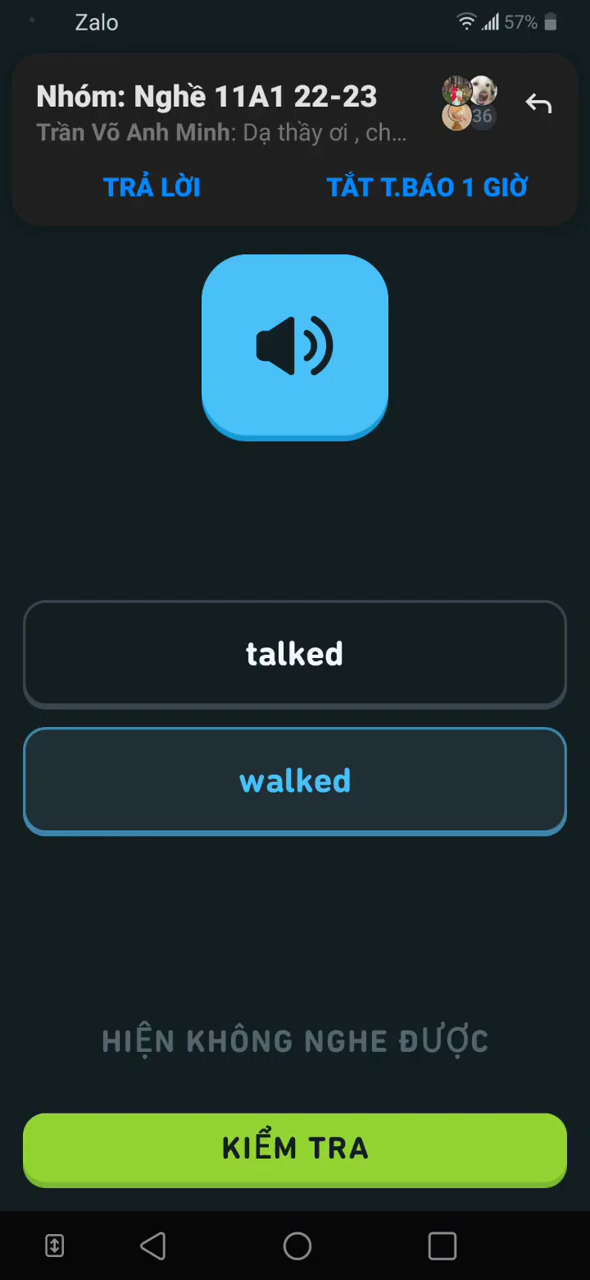 Zalo
57%
Nhóm: Nghề 11A1 22-23
36
Trần Võ Anh Minh: Dạ thầy ơi , ch...
TRẢ LỜI
TẮT T.BÁO 1 GIỜ
talked
walked
HIỆN KHÔNG NGHE ĐƯỢC
KIỂM TRA